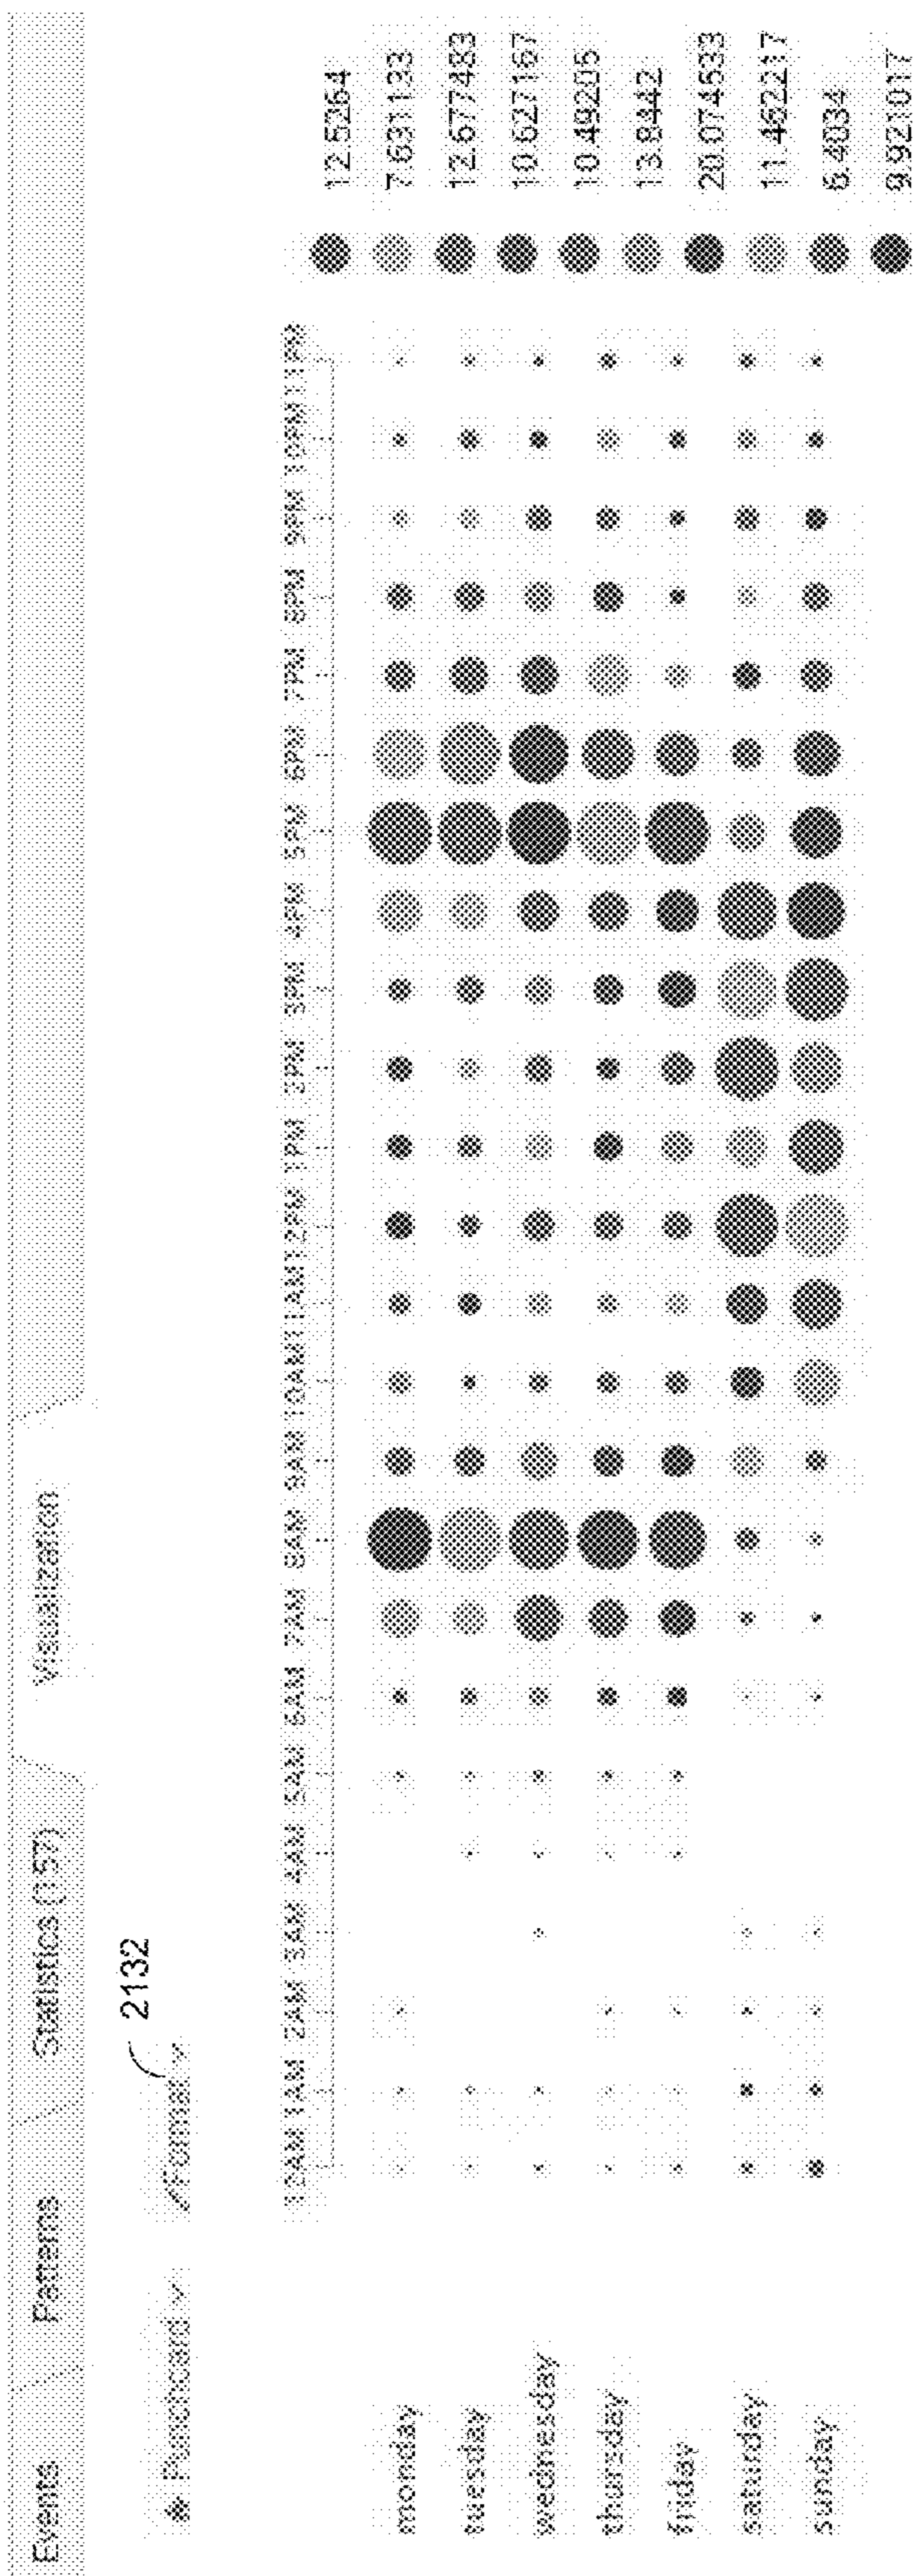 Events Patterns Statistics (157) Visualization
Punchcard Format
2132
12AM 1AM 2AM 3AM 4AM 5AM 6AM 7AM 8AM 9AM 10AM 11AM 12PM 1PM 2PM 3PM 4PM 5PM 6PM 7PM 8PM 9PM 10PM 11PM
monday
tuesday
wednesday
thursday
friday
saturday
sunday
12.5264
7.631133
12.677483
10.627167
10.49205
13.8442
20.074533
11.462217
9.921017